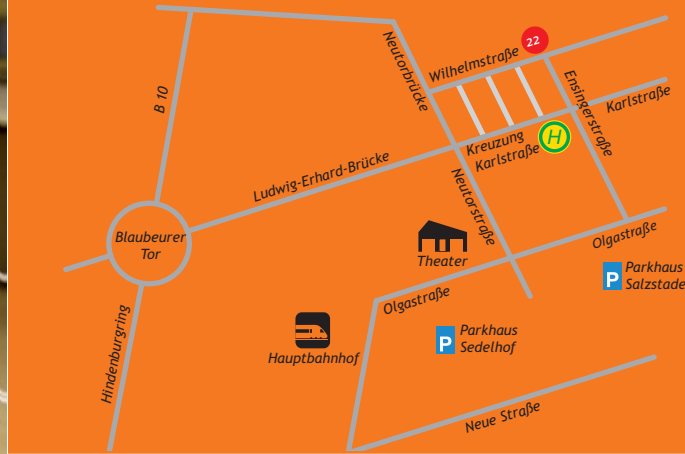 22
Neutorbrücke
Wilhelmstraße
B 10
Ensingerstraße
Karlstraße
H
Kreuzung
Karlstraße
Ludwig-Erhard-Brücke
Neutorstraße
Blaubeurer
Tor
Theater
Olgastraße
P
Parkhaus
Salzstade
Olgastraße
Hindenburgring
Hauptbahnhof
P
Parkhaus
Sedelhof
Neue Straße